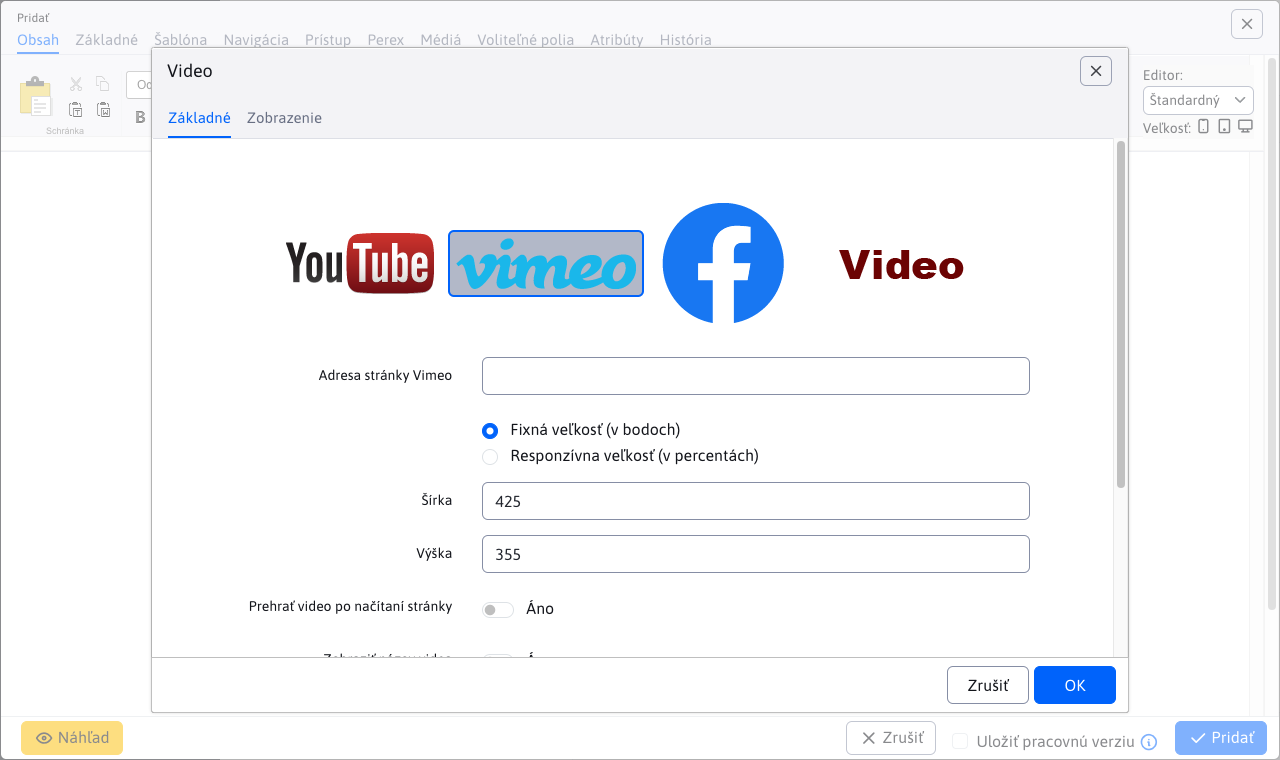 Pridať
Obsah Základné Šablóna Navigácia Prístup Perex Médiá Voliteľné polia Atribúty História
Schránka
B
Editor:
Štandardný
Veľkosť:
Video
Základné Zobrazenie
YouTube vimeo f Video
Adresa stránky Vimeo
Fixná veľkosť (v bodoch)
Responzívna veľkosť (v percentách)
Šírka 425
Výška 355
Prehrať video po načítaní stránky Áno
Zrušiť OK
Náhľad Zrušiť Uložiť pracovnú verziu Pridať